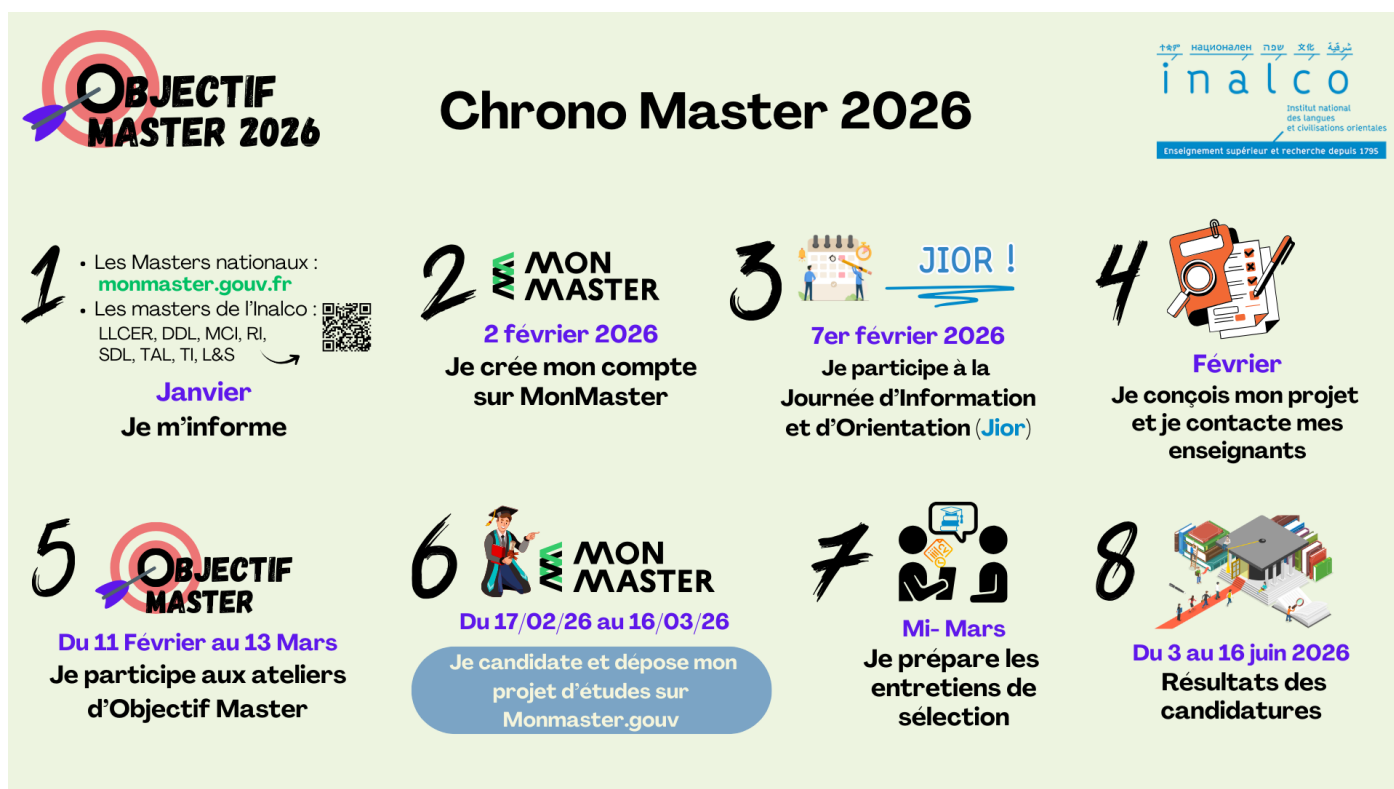 OBJECTIF
MASTER 2026
Chrono Master 2026
национален שפה 文化 شرقية
inalco
Institut national
des langues
et civilisations orientales
Enseignement supérieur et recherche depuis 1795
1
• Les Masters nationaux :
monmaster.gouv.fr
• Les masters de l’Inalco :
LLCER, DDL, MCI, RI,
SDL, TAL, TI, L&S
Janvier
Je m’informe
2
MON
MASTER
2 février 2026
Je crée mon compte
sur MonMaster
3
JIOR !
7er février 2026
Je participe à la
Journée d’Information
et d’Orientation (Jior)
4
Février
Je conçois mon projet
et je contacte mes
enseignants
5
OBJECTIF
MASTER
Du 11 Février au 13 Mars
Je participe aux ateliers
d’Objectif Master
6
MON
MASTER
Du 17/02/26 au 16/03/26
Je candidate et dépose mon
projet d’études sur
Monmaster.gouv
7
Mi- Mars
Je prépare les
entretiens de
sélection
8
Du 3 au 16 juin 2026
Résultats des
candidatures